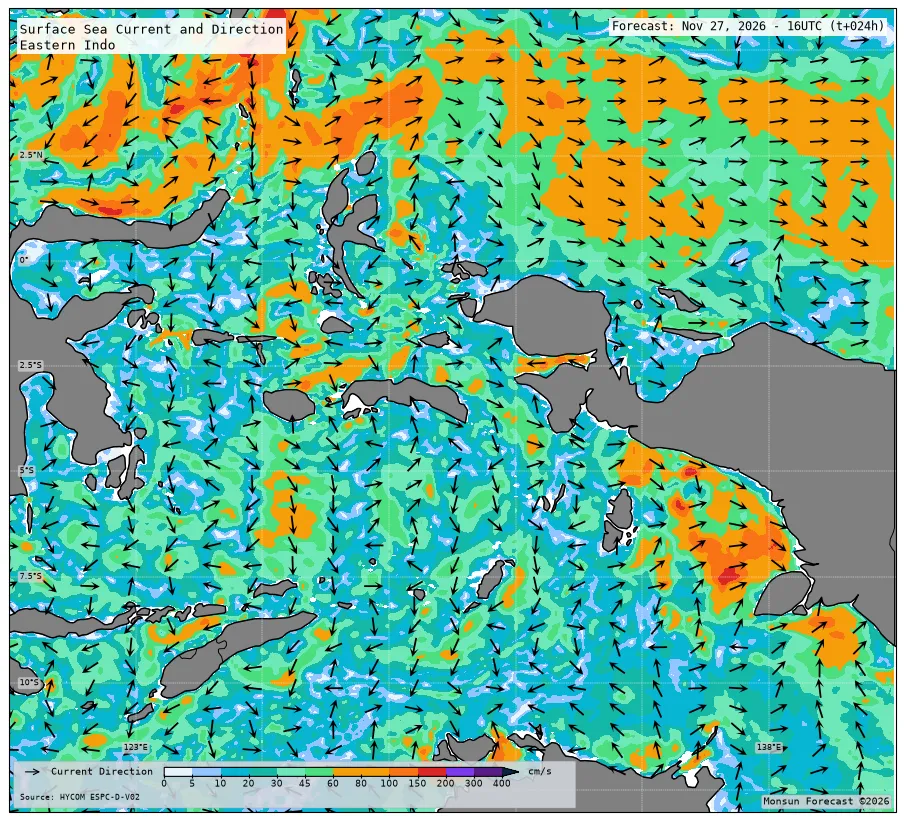 Surface Sea Current and Direction
Eastern Indo
Forecast: Nov 27, 2026 - 16UTC (t+024h)
2.5°N
0°
2.5°S
5°S
7.5°S
10°S
123°E
138°E
Current Direction
0 5 10 20 30 45 60 80 100 150 200 300 400
cm/s
Source: HYCOM ESPC-D-V02
Monsun Forecast ©2026